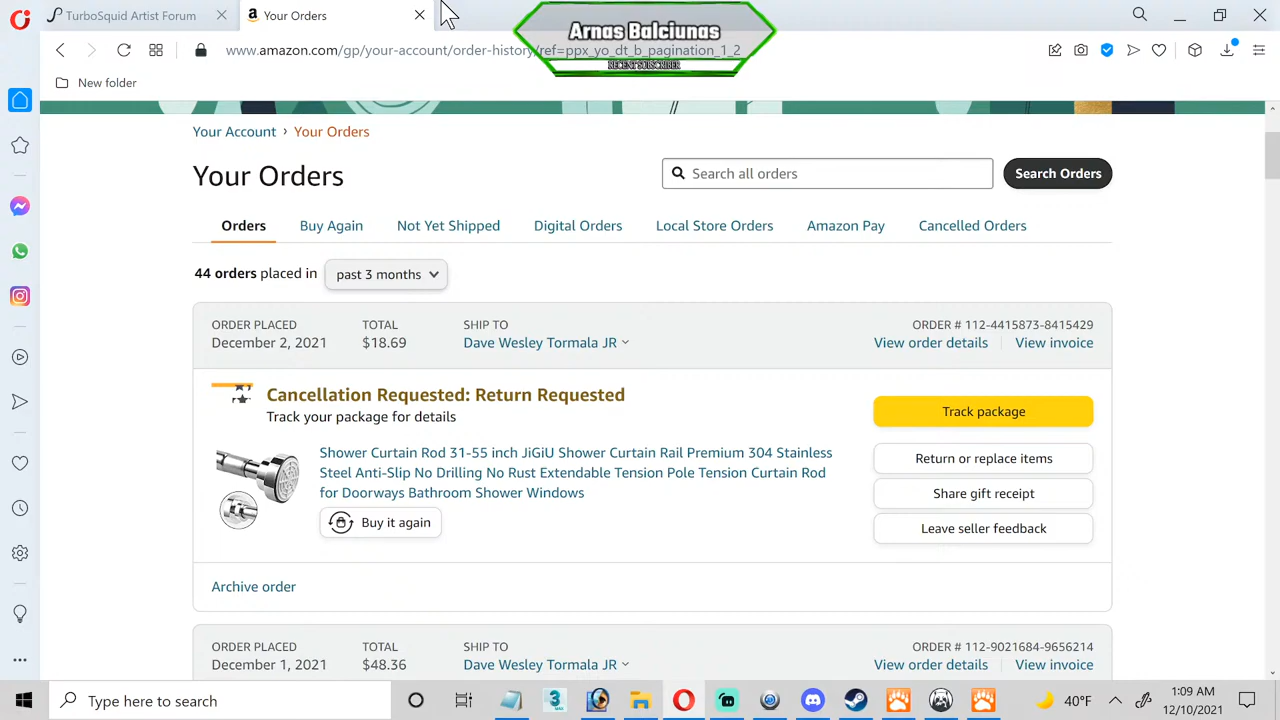 TurboSquid Artist Forum
Your Orders
Arnas Balciunas
RECENT SUBSCRIBER
www.amazon.com/gp/your-account/order-history/ref=ppx_yo_dt_b_pagination_1_2
New folder
Your Account › Your Orders
Your Orders
Search all orders
Search Orders
Orders
Buy Again
Not Yet Shipped
Digital Orders
Local Store Orders
Amazon Pay
Cancelled Orders
44 orders placed in
past 3 months
ORDER PLACED
December 2, 2021
TOTAL
$18.69
SHIP TO
Dave Wesley Tormala JR
ORDER # 112-4415873-8415429
View order details
View invoice
Cancellation Requested: Return Requested
Track your package for details
Shower Curtain Rod 31-55 inch JiGiU Shower Curtain Rail Premium 304 Stainless
Steel Anti-Slip No Drilling No Rust Extendable Tension Pole Tension Curtain Rod
for Doorways Bathroom Shower Windows
Buy it again
Track package
Return or replace items
Share gift receipt
Leave seller feedback
Archive order
ORDER PLACED
December 1, 2021
TOTAL
$48.36
SHIP TO
Dave Wesley Tormala JR
ORDER # 112-9021684-9656214
View order details
View invoice
Type here to search
40°F
1:09 AM
12/10/2021